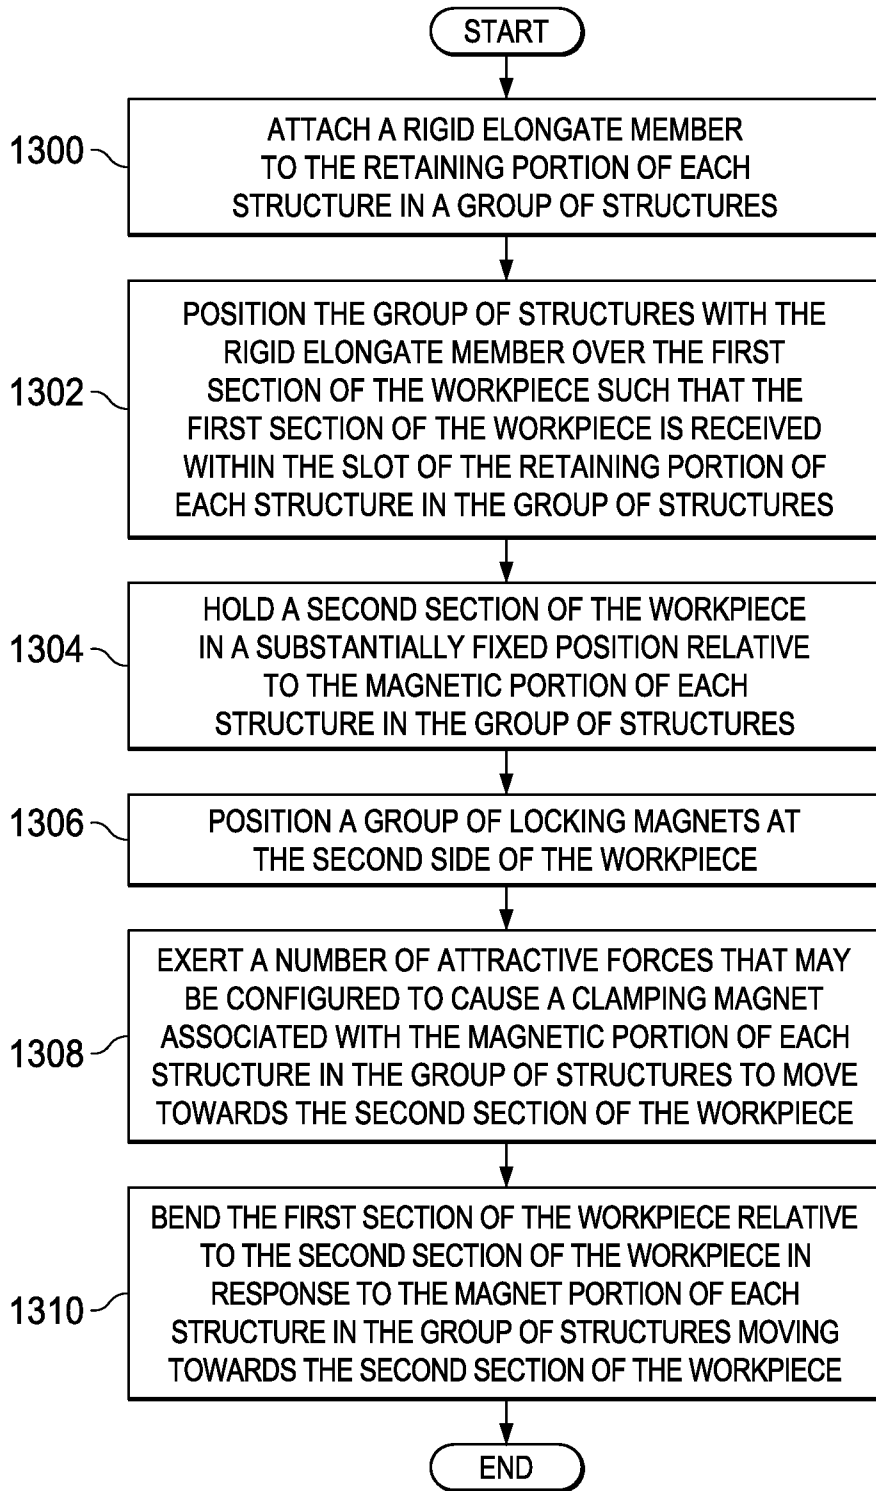 START
1300
ATTACH A RIGID ELONGATE MEMBER
TO THE RETAINING PORTION OF EACH
STRUCTURE IN A GROUP OF STRUCTURES
1302
POSITION THE GROUP OF STRUCTURES WITH THE
RIGID ELONGATE MEMBER OVER THE FIRST
SECTION OF THE WORKPIECE SUCH THAT THE
FIRST SECTION OF THE WORKPIECE IS RECEIVED
WITHIN THE SLOT OF THE RETAINING PORTION OF
EACH STRUCTURE IN THE GROUP OF STRUCTURES
1304
HOLD A SECOND SECTION OF THE WORKPIECE
IN A SUBSTANTIALLY FIXED POSITION RELATIVE
TO THE MAGNETIC PORTION OF EACH
STRUCTURE IN THE GROUP OF STRUCTURES
1306
POSITION A GROUP OF LOCKING MAGNETS AT
THE SECOND SIDE OF THE WORKPIECE
1308
EXERT A NUMBER OF ATTRACTIVE FORCES THAT MAY
BE CONFIGURED TO CAUSE A CLAMPING MAGNET
ASSOCIATED WITH THE MAGNETIC PORTION OF EACH
STRUCTURE IN THE GROUP OF STRUCTURES TO MOVE
TOWARDS THE SECOND SECTION OF THE WORKPIECE
1310
BEND THE FIRST SECTION OF THE WORKPIECE RELATIVE
TO THE SECOND SECTION OF THE WORKPIECE IN
RESPONSE TO THE MAGNET PORTION OF EACH
STRUCTURE IN THE GROUP OF STRUCTURES MOVING
TOWARDS THE SECOND SECTION OF THE WORKPIECE
END